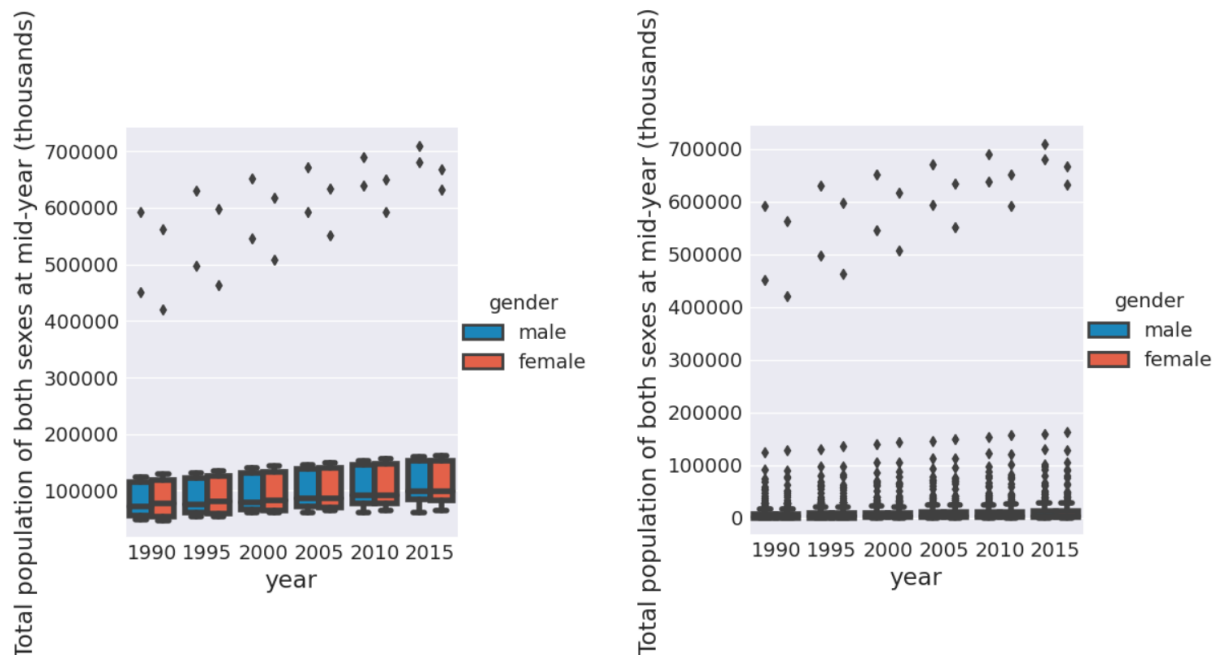 Total population of both sexes at mid-year (thousands)
700000
600000
500000
400000
300000
200000
100000
1990 1995 2000 2005 2010 2015
year
gender
male
female
Total population of both sexes at mid-year (thousands)
700000
600000
500000
400000
300000
200000
100000
0
1990 1995 2000 2005 2010 2015
year
gender
male
female